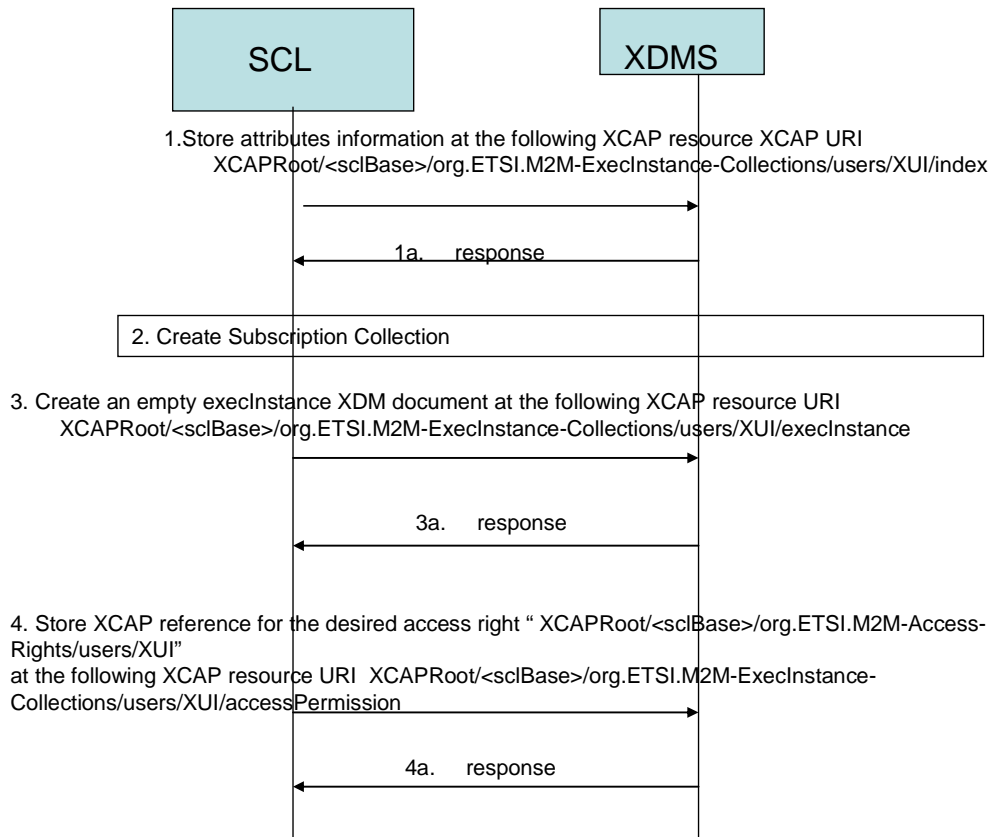 SCL
XDMS
1.Store attributes information at the following XCAP resource XCAP URI
XCAPRoot/<sclBase>/org.ETSI.M2M-ExecInstance-Collections/users/XUI/index
1a. response
2. Create Subscription Collection
3. Create an empty execInstance XDM document at the following XCAP resource URI
XCAPRoot/<sclBase>/org.ETSI.M2M-ExecInstance-Collections/users/XUI/execInstance
3a. response
4. Store XCAP reference for the desired access right “ XCAPRoot/<sclBase>/org.ETSI.M2M-Access-
Rights/users/XUI”
at the following XCAP resource URI XCAPRoot/<sclBase>/org.ETSI.M2M-ExecInstance-
Collections/users/XUI/accessPermission
4a. response